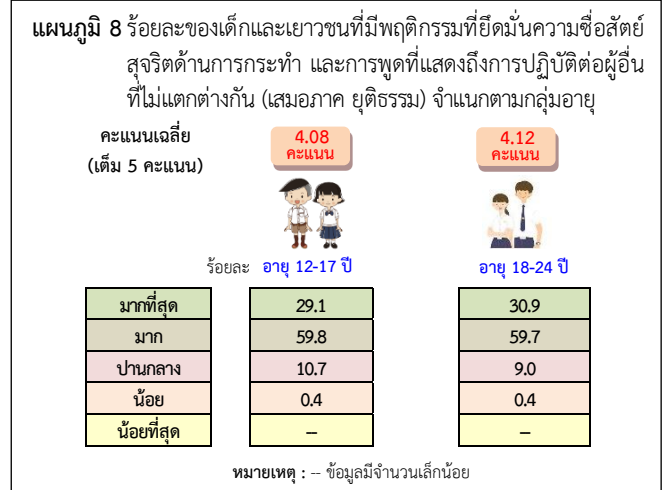 แผนภูมิ 8 ร้อยละของเด็กและเยาวชนที่มีพฤติกรรมที่ยึดมั่นความซื่อสัตย์
สุจริตด้านการกระทำ และการพูดที่แสดงถึงการปฏิบัติต่อผู้อื่น
ที่ไม่แตกต่างกัน (เสมอภาค ยุติธรรม) จำแนกตามกลุ่มอายุ
คะแนนเฉลี่ย
(เต็ม 5 คะแนน)
4.08
คะแนน
4.12
คะแนน
ร้อยละ อายุ 12-17 ปี อายุ 18-24 ปี
มากที่สุด 29.1 30.9
มาก 59.8 59.7
ปานกลาง 10.7 9.0
น้อย 0.4 0.4
น้อยที่สุด -- --
หมายเหตุ : -- ข้อมูลมีจำนวนเล็กน้อย